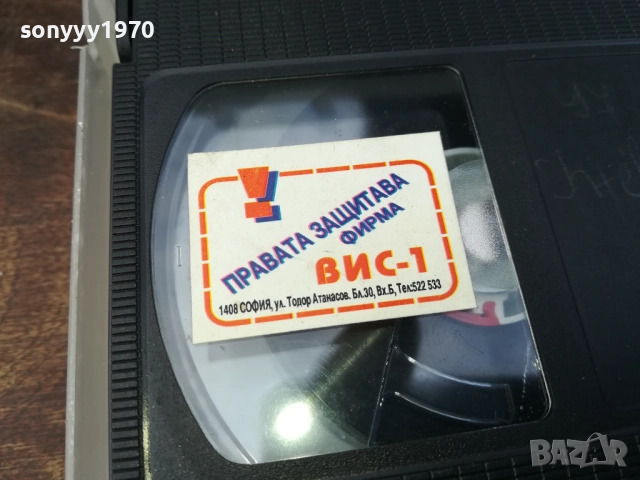 sonyyy1970
ПРАВАТА ЗАЩИТАВА
ФИРМА
ВИС-1
1408 СОФИЯ, ул. Тодор Атанасов. Бл.30, Вх.Б, Тел:522 533
BAZAR